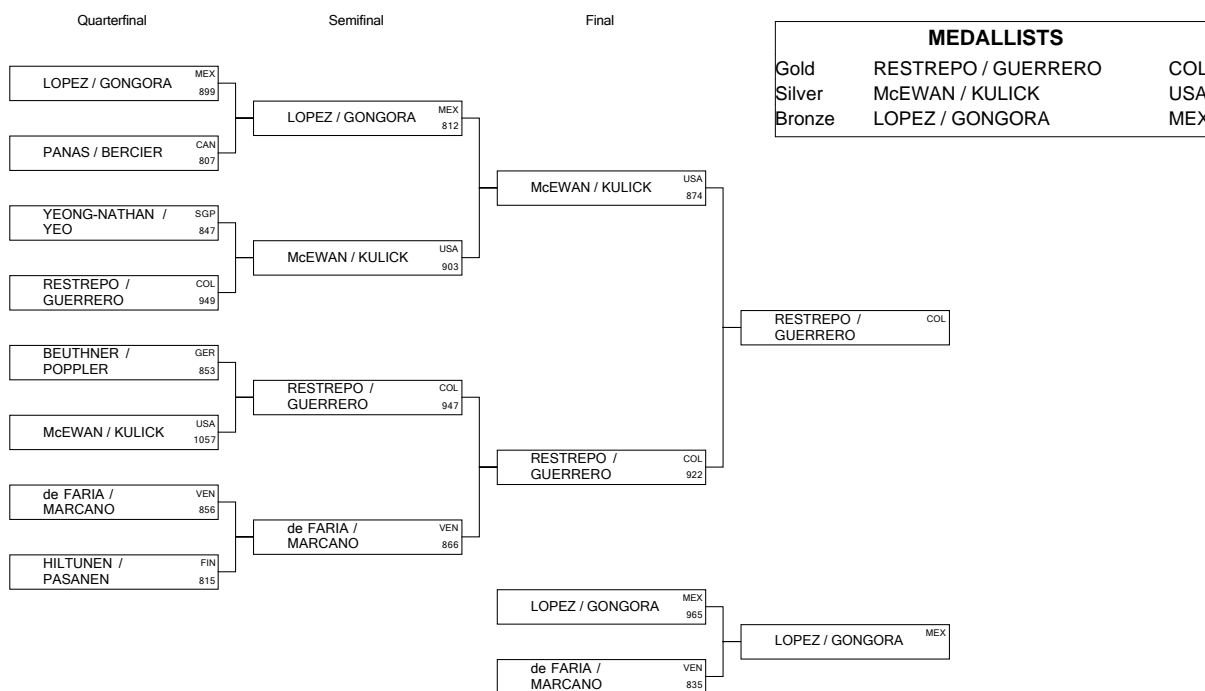 Quarterfinal Semifinal Final
MEDALLISTS
Gold RESTREPO / GUERRERO COL
Silver McEWAN / KULICK USA
Bronze LOPEZ / GONGORA MEX
LOPEZ / GONGORA MEX
899
PANAS / BERCIER CAN
807
YEONG-NATHAN / SGP
YEO 847
RESTREPO / COL
GUERRERO 949
BEUTHNER / GER
POPPLER 853
McEWAN / KULICK USA
1057
de FARIA / VEN
MARCANO 856
HILTUNEN / FIN
PASANEN 815
LOPEZ / GONGORA MEX
812
McEWAN / KULICK USA
903
RESTREPO / COL
GUERRERO 947
de FARIA / VEN
MARCANO 866
McEWAN / KULICK USA
874
RESTREPO / COL
GUERRERO 922
RESTREPO / COL
GUERRERO
LOPEZ / GONGORA MEX
965
de FARIA / VEN
MARCANO 835
LOPEZ / GONGORA MEX